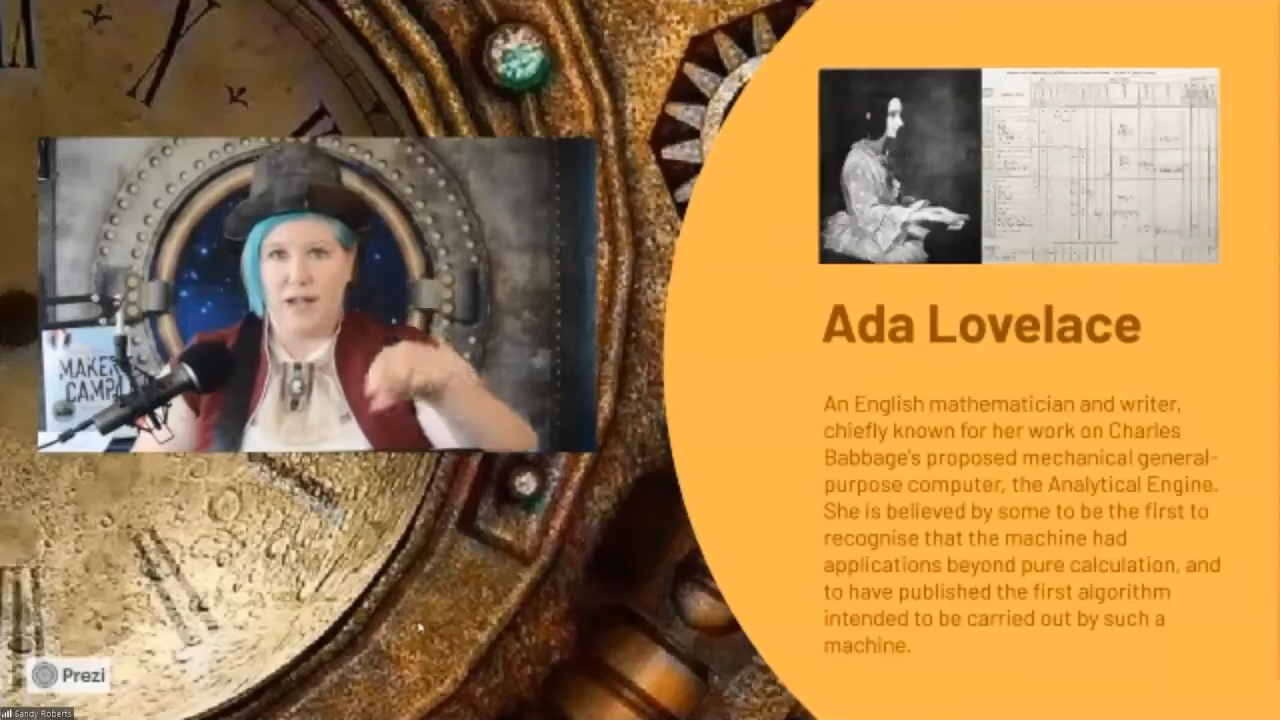 MAKER
CAMP
Ada Lovelace
An English mathematician and writer,
chiefly known for her work on Charles
Babbage's proposed mechanical general-
purpose computer, the Analytical Engine.
She is believed by some to be the first to
recognise that the machine had
applications beyond pure calculation, and
to have published the first algorithm
intended to be carried out by such a
machine.
Prezi
Sandy Roberts